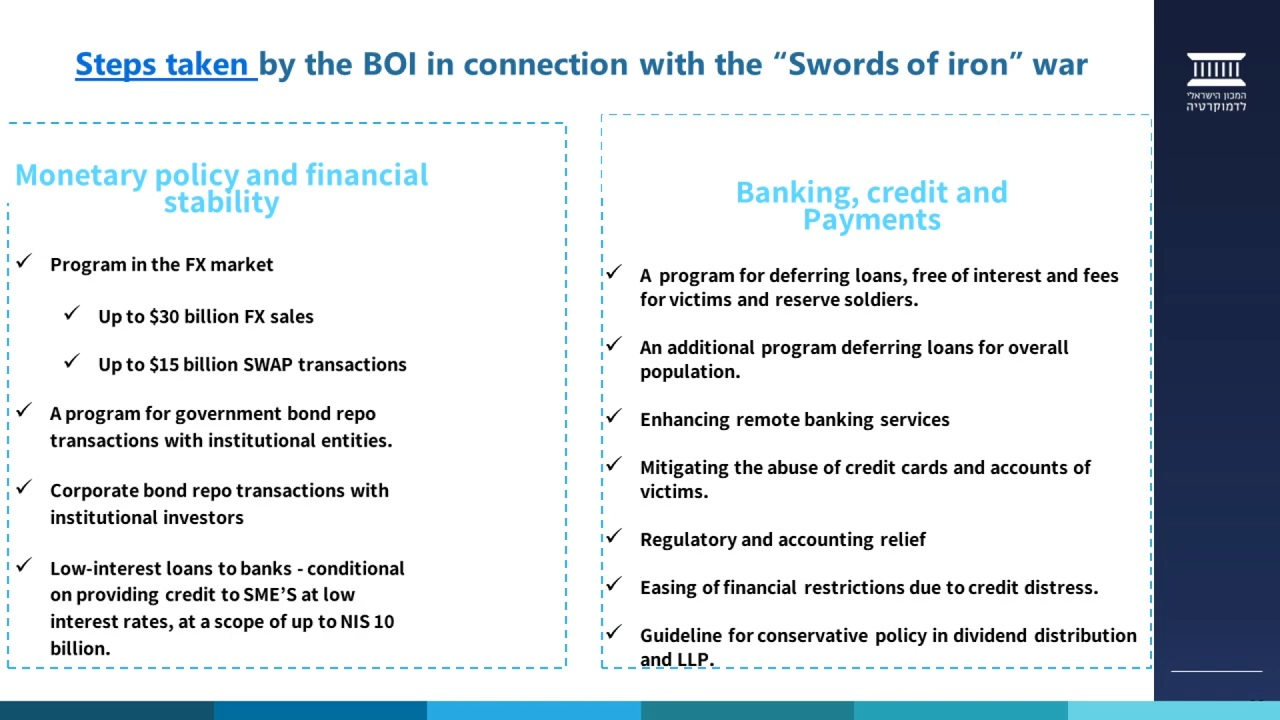 Steps taken by the BOI in connection with the “Swords of iron” war
המכון הישראלי
לדמוקרטיה
Monetary policy and financial
stability
✓ Program in the FX market
✓ Up to $30 billion FX sales
✓ Up to $15 billion SWAP transactions
✓ A program for government bond repo
transactions with institutional entities.
✓ Corporate bond repo transactions with
institutional investors
✓ Low-interest loans to banks - conditional
on providing credit to SME’S at low
interest rates, at a scope of up to NIS 10
billion.
Banking, credit and
Payments
✓ A program for deferring loans, free of interest and fees
for victims and reserve soldiers.
✓ An additional program deferring loans for overall
population.
✓ Enhancing remote banking services
✓ Mitigating the abuse of credit cards and accounts of
victims.
✓ Regulatory and accounting relief
✓ Easing of financial restrictions due to credit distress.
✓ Guideline for conservative policy in dividend distribution
and LLP.